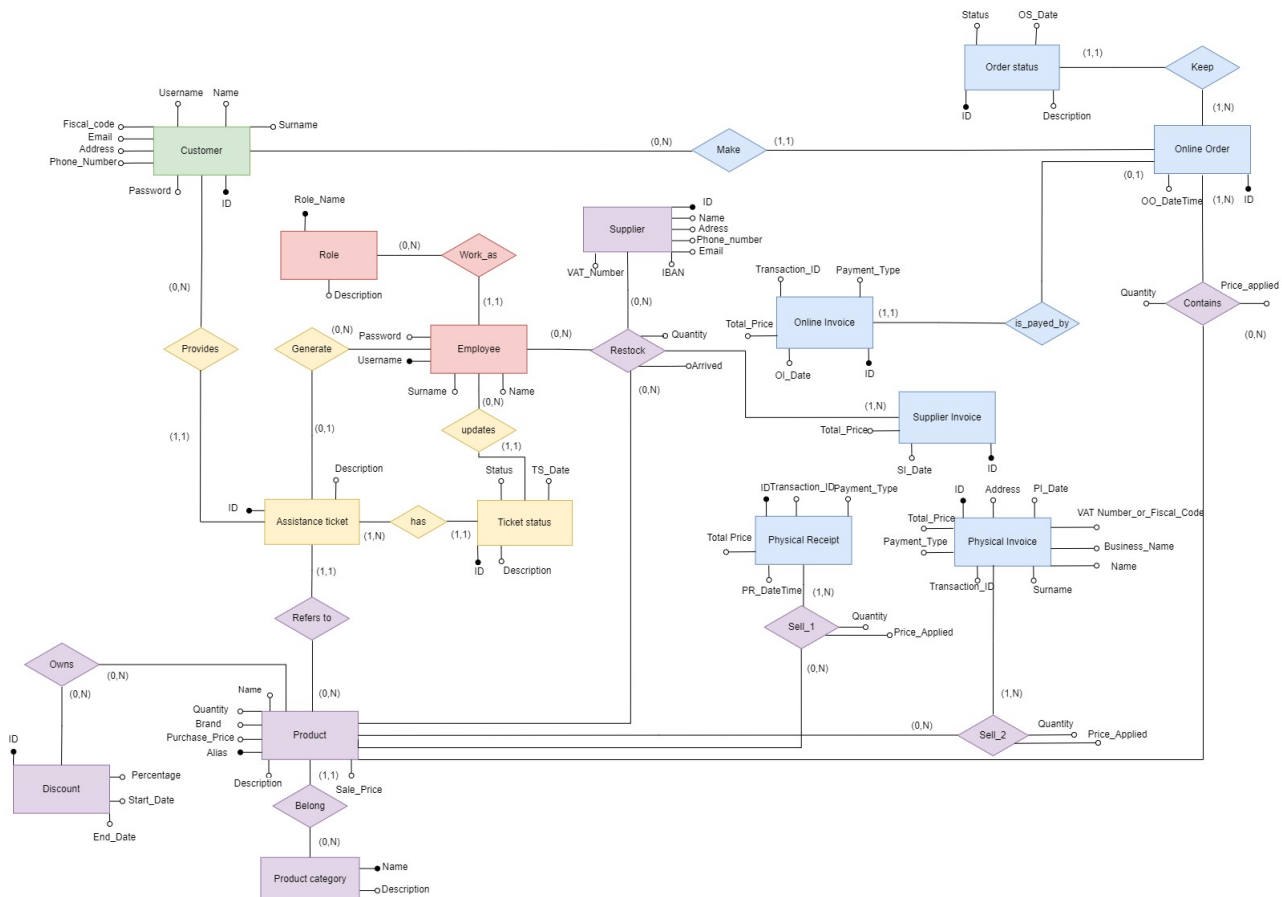 Status
OS_Date
Order status
(1,1)
Keep
ID
Description
(1,N)
Username
Name
Fiscal_code
Surname
Email
Address
Phone_Number
Customer
Password
ID
(0,N)
Make
(1,1)
Online Order
(0,1)
OO_DateTime
(1,N)
ID
Role_Name
Role
(0,N)
Work_as
Description
(1,1)
ID
Name
Adress
Phone_number
Email
Supplier
VAT_Number
IBAN
(0,N)
Transaction_ID
Payment_Type
Total_Price
Online Invoice
(1,1)
is_payed_by
OI_Date
ID
Quantity
Price_applied
Contains
(0,N)
(0,N)
Provides
(0,N)
Generate
Password
Username
Employee
Surname
Name
(0,N)
(0,N)
Restock
Quantity
Arrived
(0,N)
(1,N)
Supplier Invoice
Total_Price
SI_Date
ID
(1,1)
(0,1)
updates
(1,1)
Description
Status
TS_Date
ID
Assistance ticket
(1,N)
has
(1,1)
Ticket status
ID
Description
(1,1)
ID
Transaction_ID
Payment_Type
Total Price
Physical Receipt
PR_DateTime
(1,N)
ID
Address
PI_Date
VAT Number_or_Fiscal_Code
Total_Price
Payment_Type
Physical Invoice
Business_Name
Name
Transaction_ID
Surname
Refers to
Sell_1
Quantity
Price_Applied
(0,N)
Owns
(0,N)
(0,N)
(0,N)
(1,N)
Name
Quantity
Brand
Purchase_Price
Alias
Product
Description
(1,1)
Sale_Price
(0,N)
Sell_2
Quantity
Price_Applied
ID
Discount
Percentage
Start_Date
End_Date
Belong
(0,N)
Product category
Name
Description